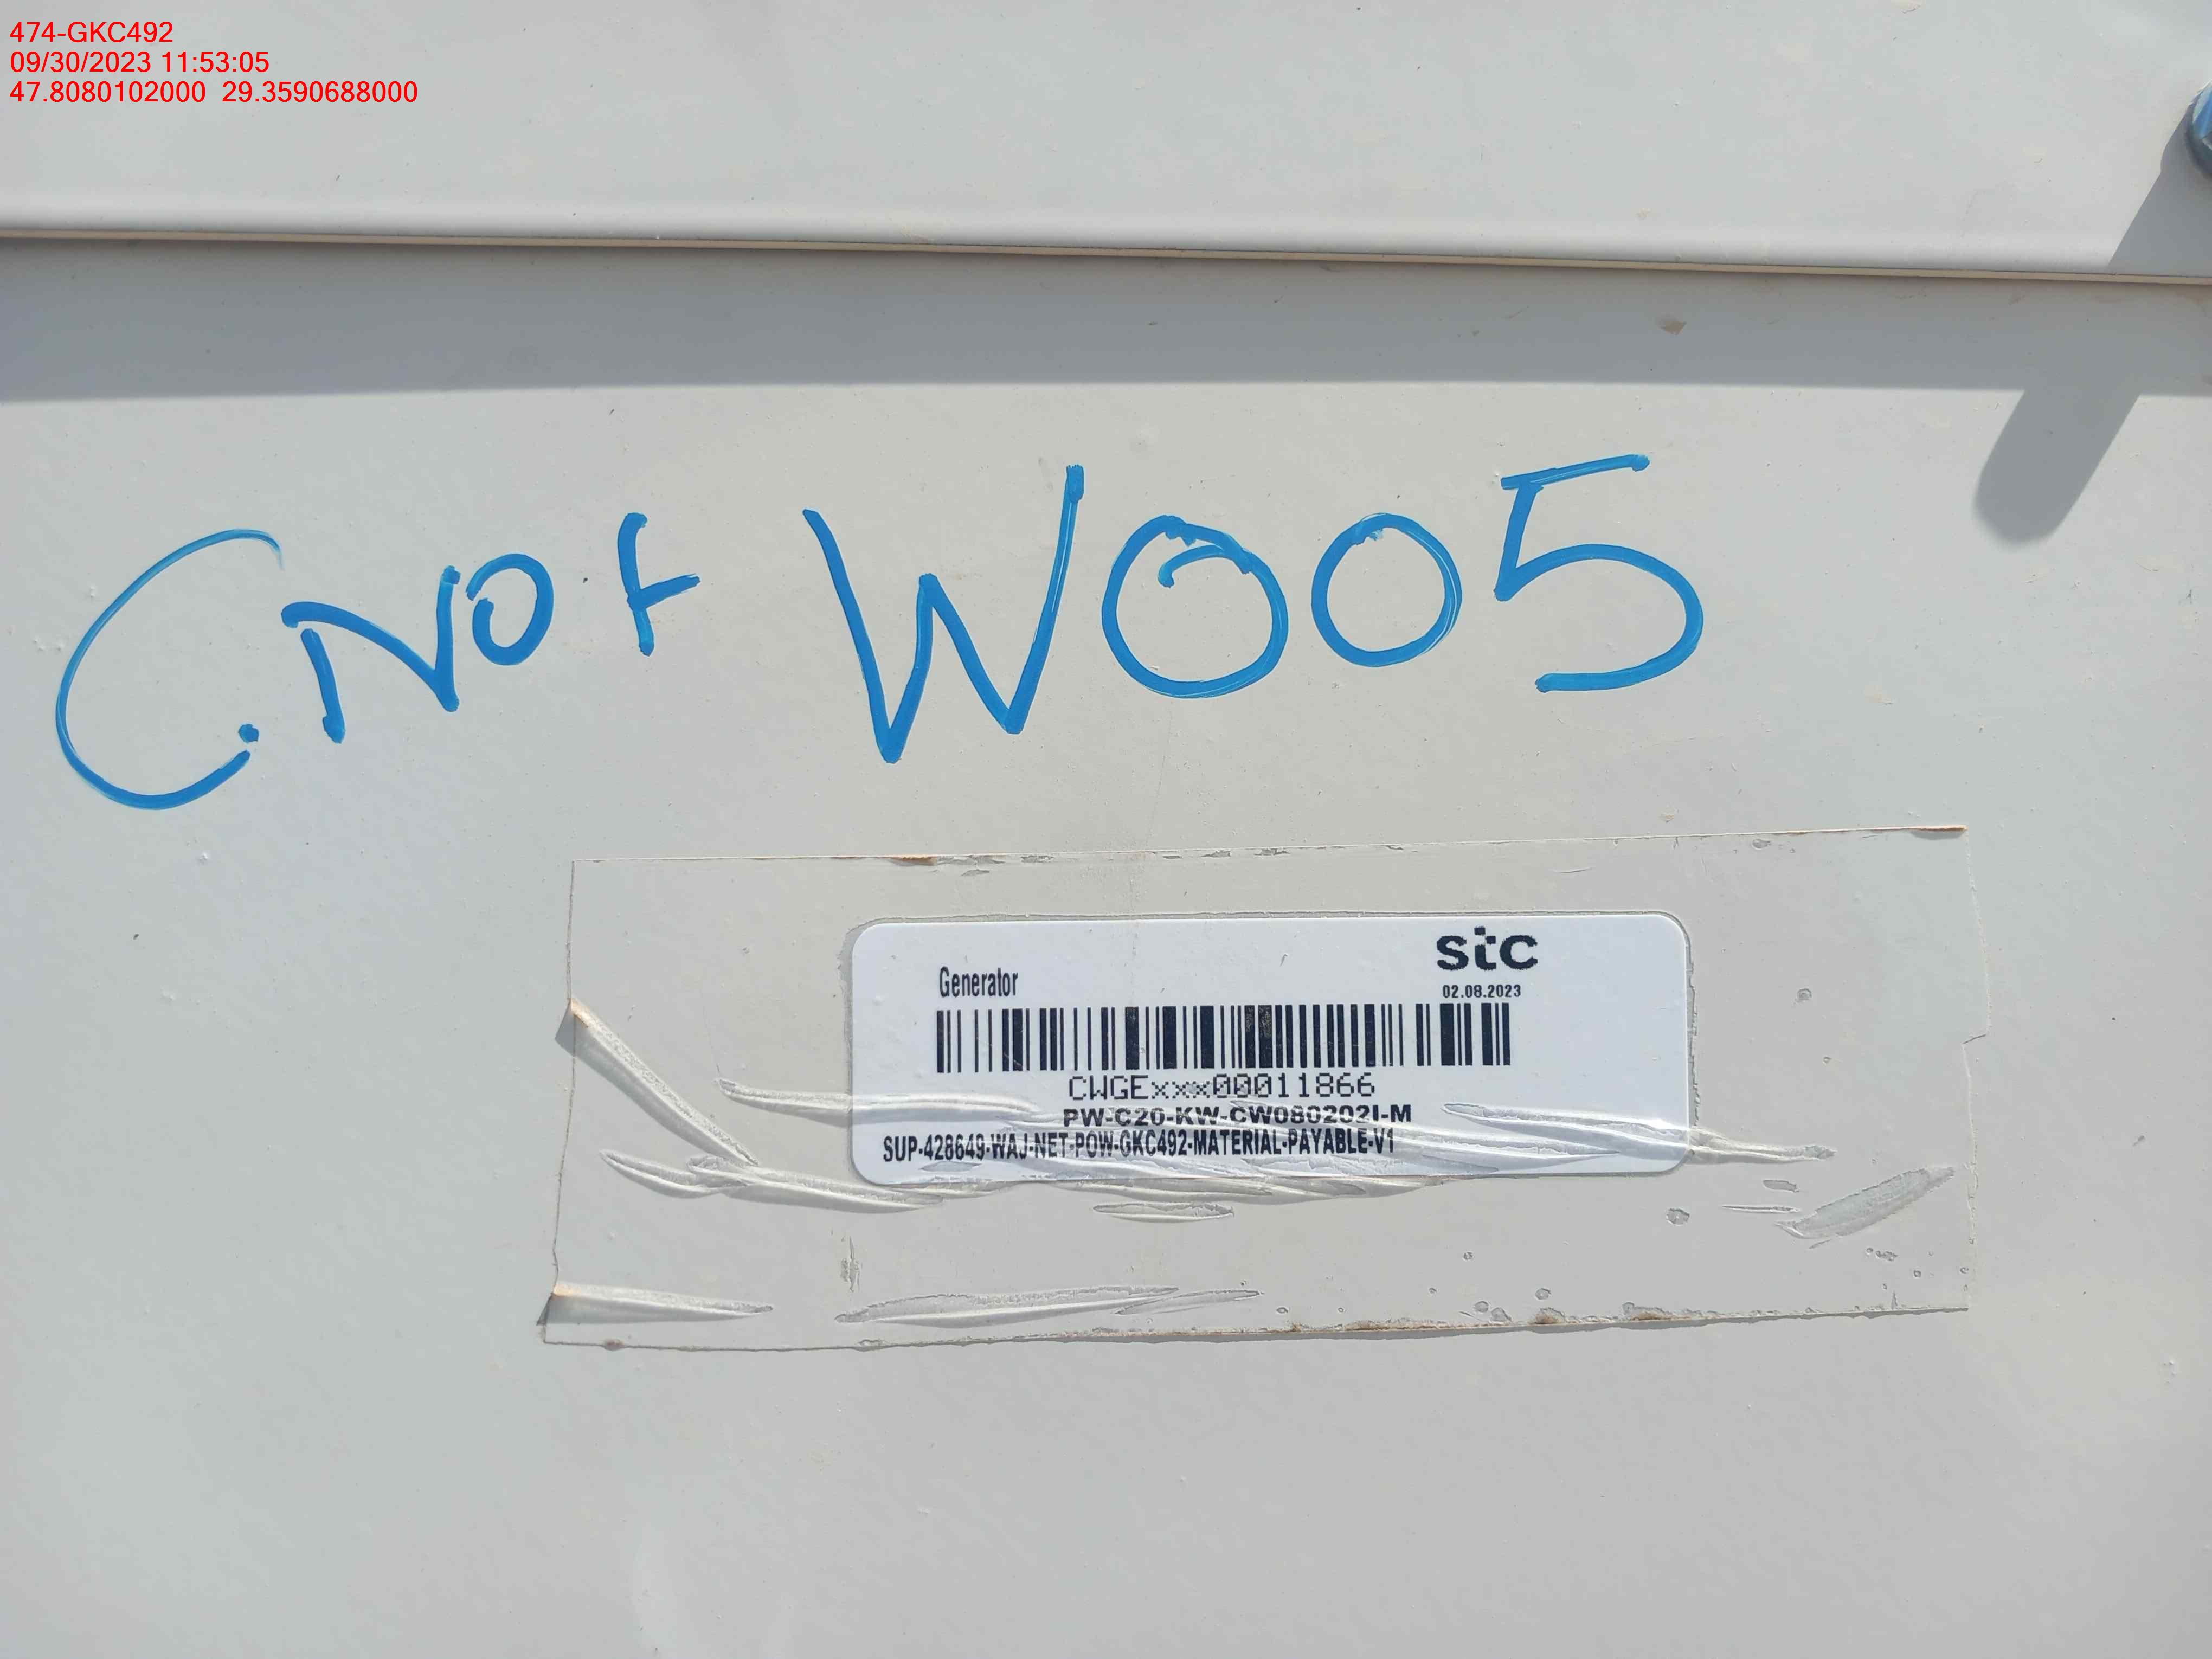 474-GKC492
09/30/2023 11:53:05
47.8080102000 29.3590688000
C.NOt W005
stc
Generator
02.08.2023
CWGExxx00011866
PW-C20-KW-CW080202I-M
SUP-428649-WAJ-NET-POW-GKC492-MATERIAL-PAYABLE-V1